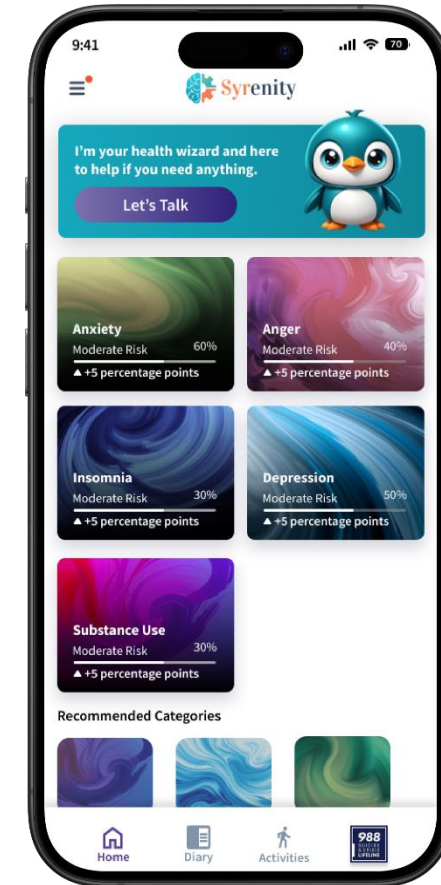 9:41
70
Syrenity
I'm your health wizard and here
to help if you need anything.
Let's Talk
Anxiety
Moderate Risk 60%
▲ +5 percentage points
Anger
Moderate Risk 40%
▲ +5 percentage points
Insomnia
Moderate Risk 30%
▲ +5 percentage points
Depression
Moderate Risk 50%
▲ +5 percentage points
Substance Use
Moderate Risk 30%
▲ +5 percentage points
Recommended Categories
Home
Diary
Activities
988
SUICIDE
& CRISIS
LIFELINE